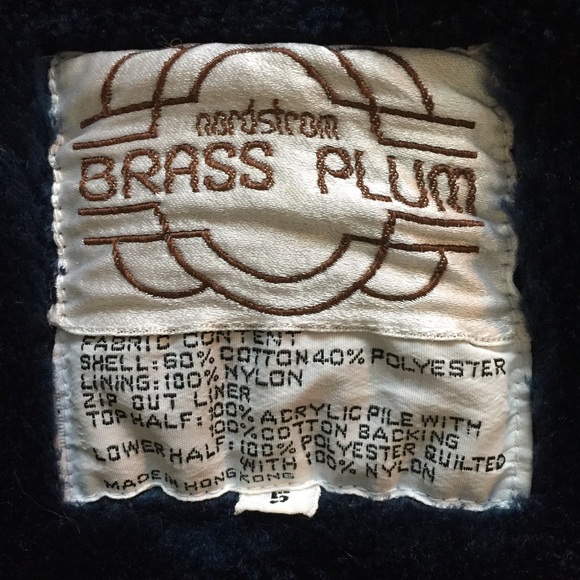 nordstrom
BRASS PLUM
FABRIC CONTENT
SHELL: 60% COTTON 40% POLYESTER
LINING: 100% NYLON
ZIP OUT LINER
TOP HALF: 100% ACRYLIC PILE WITH
100% COTTON BACKING
LOWER HALF: 100% POLYESTER QUILTED
WITH 100% NYLON
MADE IN HONG KONG
5